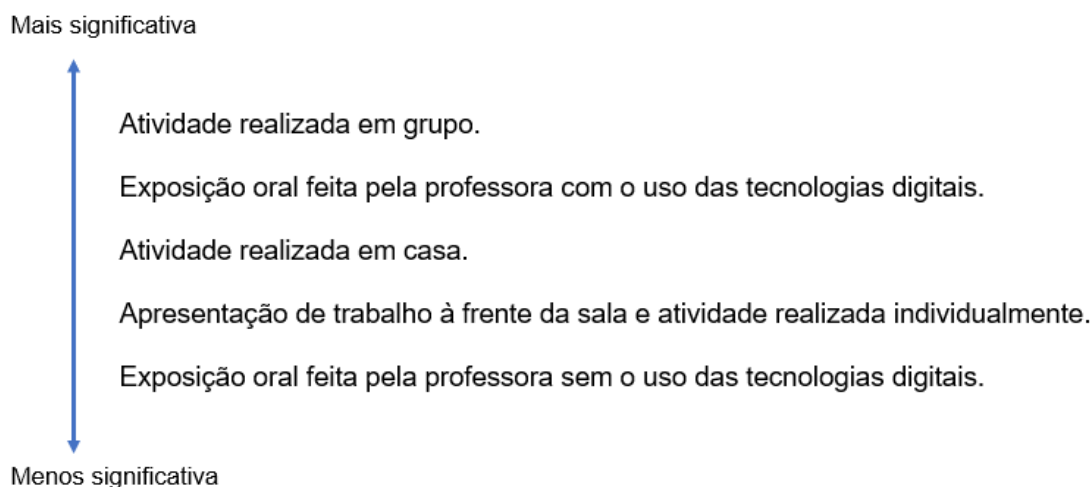 Mais significativa
Atividade realizada em grupo.
Exposição oral feita pela professora com o uso das tecnologias digitais.
Atividade realizada em casa.
Apresentação de trabalho à frente da sala e atividade realizada individualmente.
Exposição oral feita pela professora sem o uso das tecnologias digitais.
Menos significativa